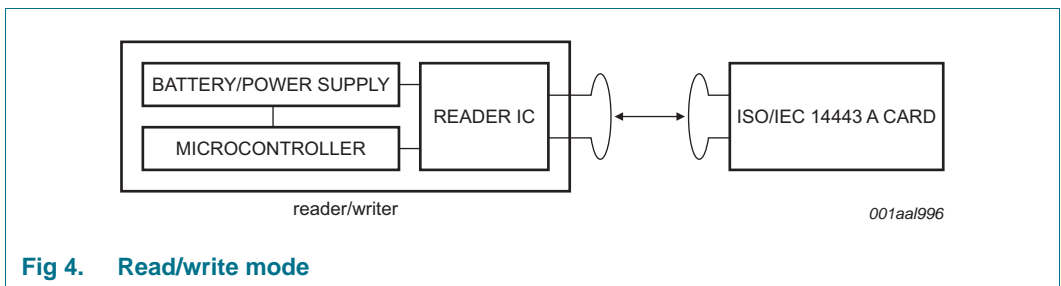 BATTERY/POWER SUPPLY
MICROCONTROLLER
READER IC
ISO/IEC 14443 A CARD
reader/writer
001aal996
Fig 4. Read/write mode